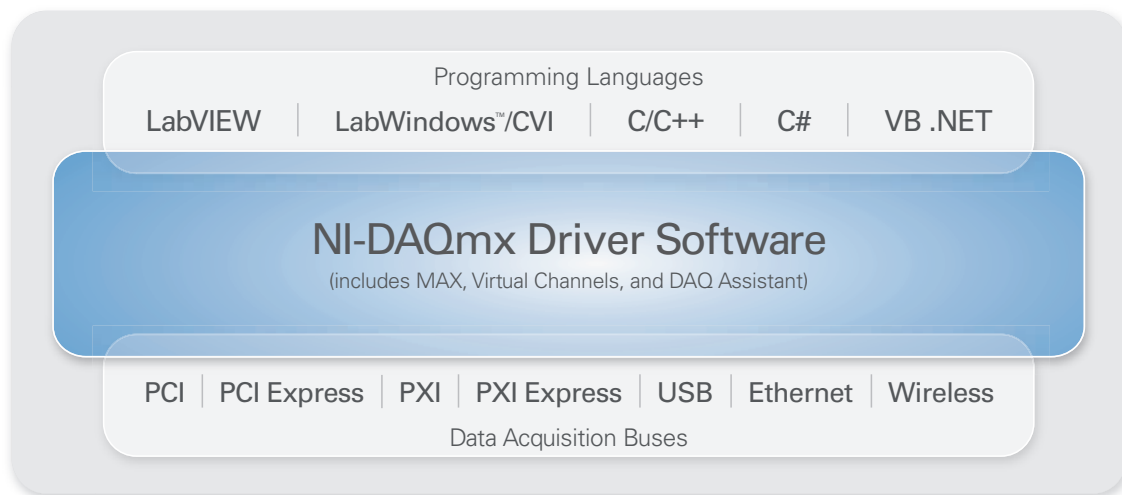 Programming Languages
LabVIEW | LabWindows™/CVI | C/C++ | C# | VB .NET
NI-DAQmx Driver Software
(includes MAX, Virtual Channels, and DAQ Assistant)
PCI | PCI Express | PXI | PXI Express | USB | Ethernet | Wireless
Data Acquisition Buses